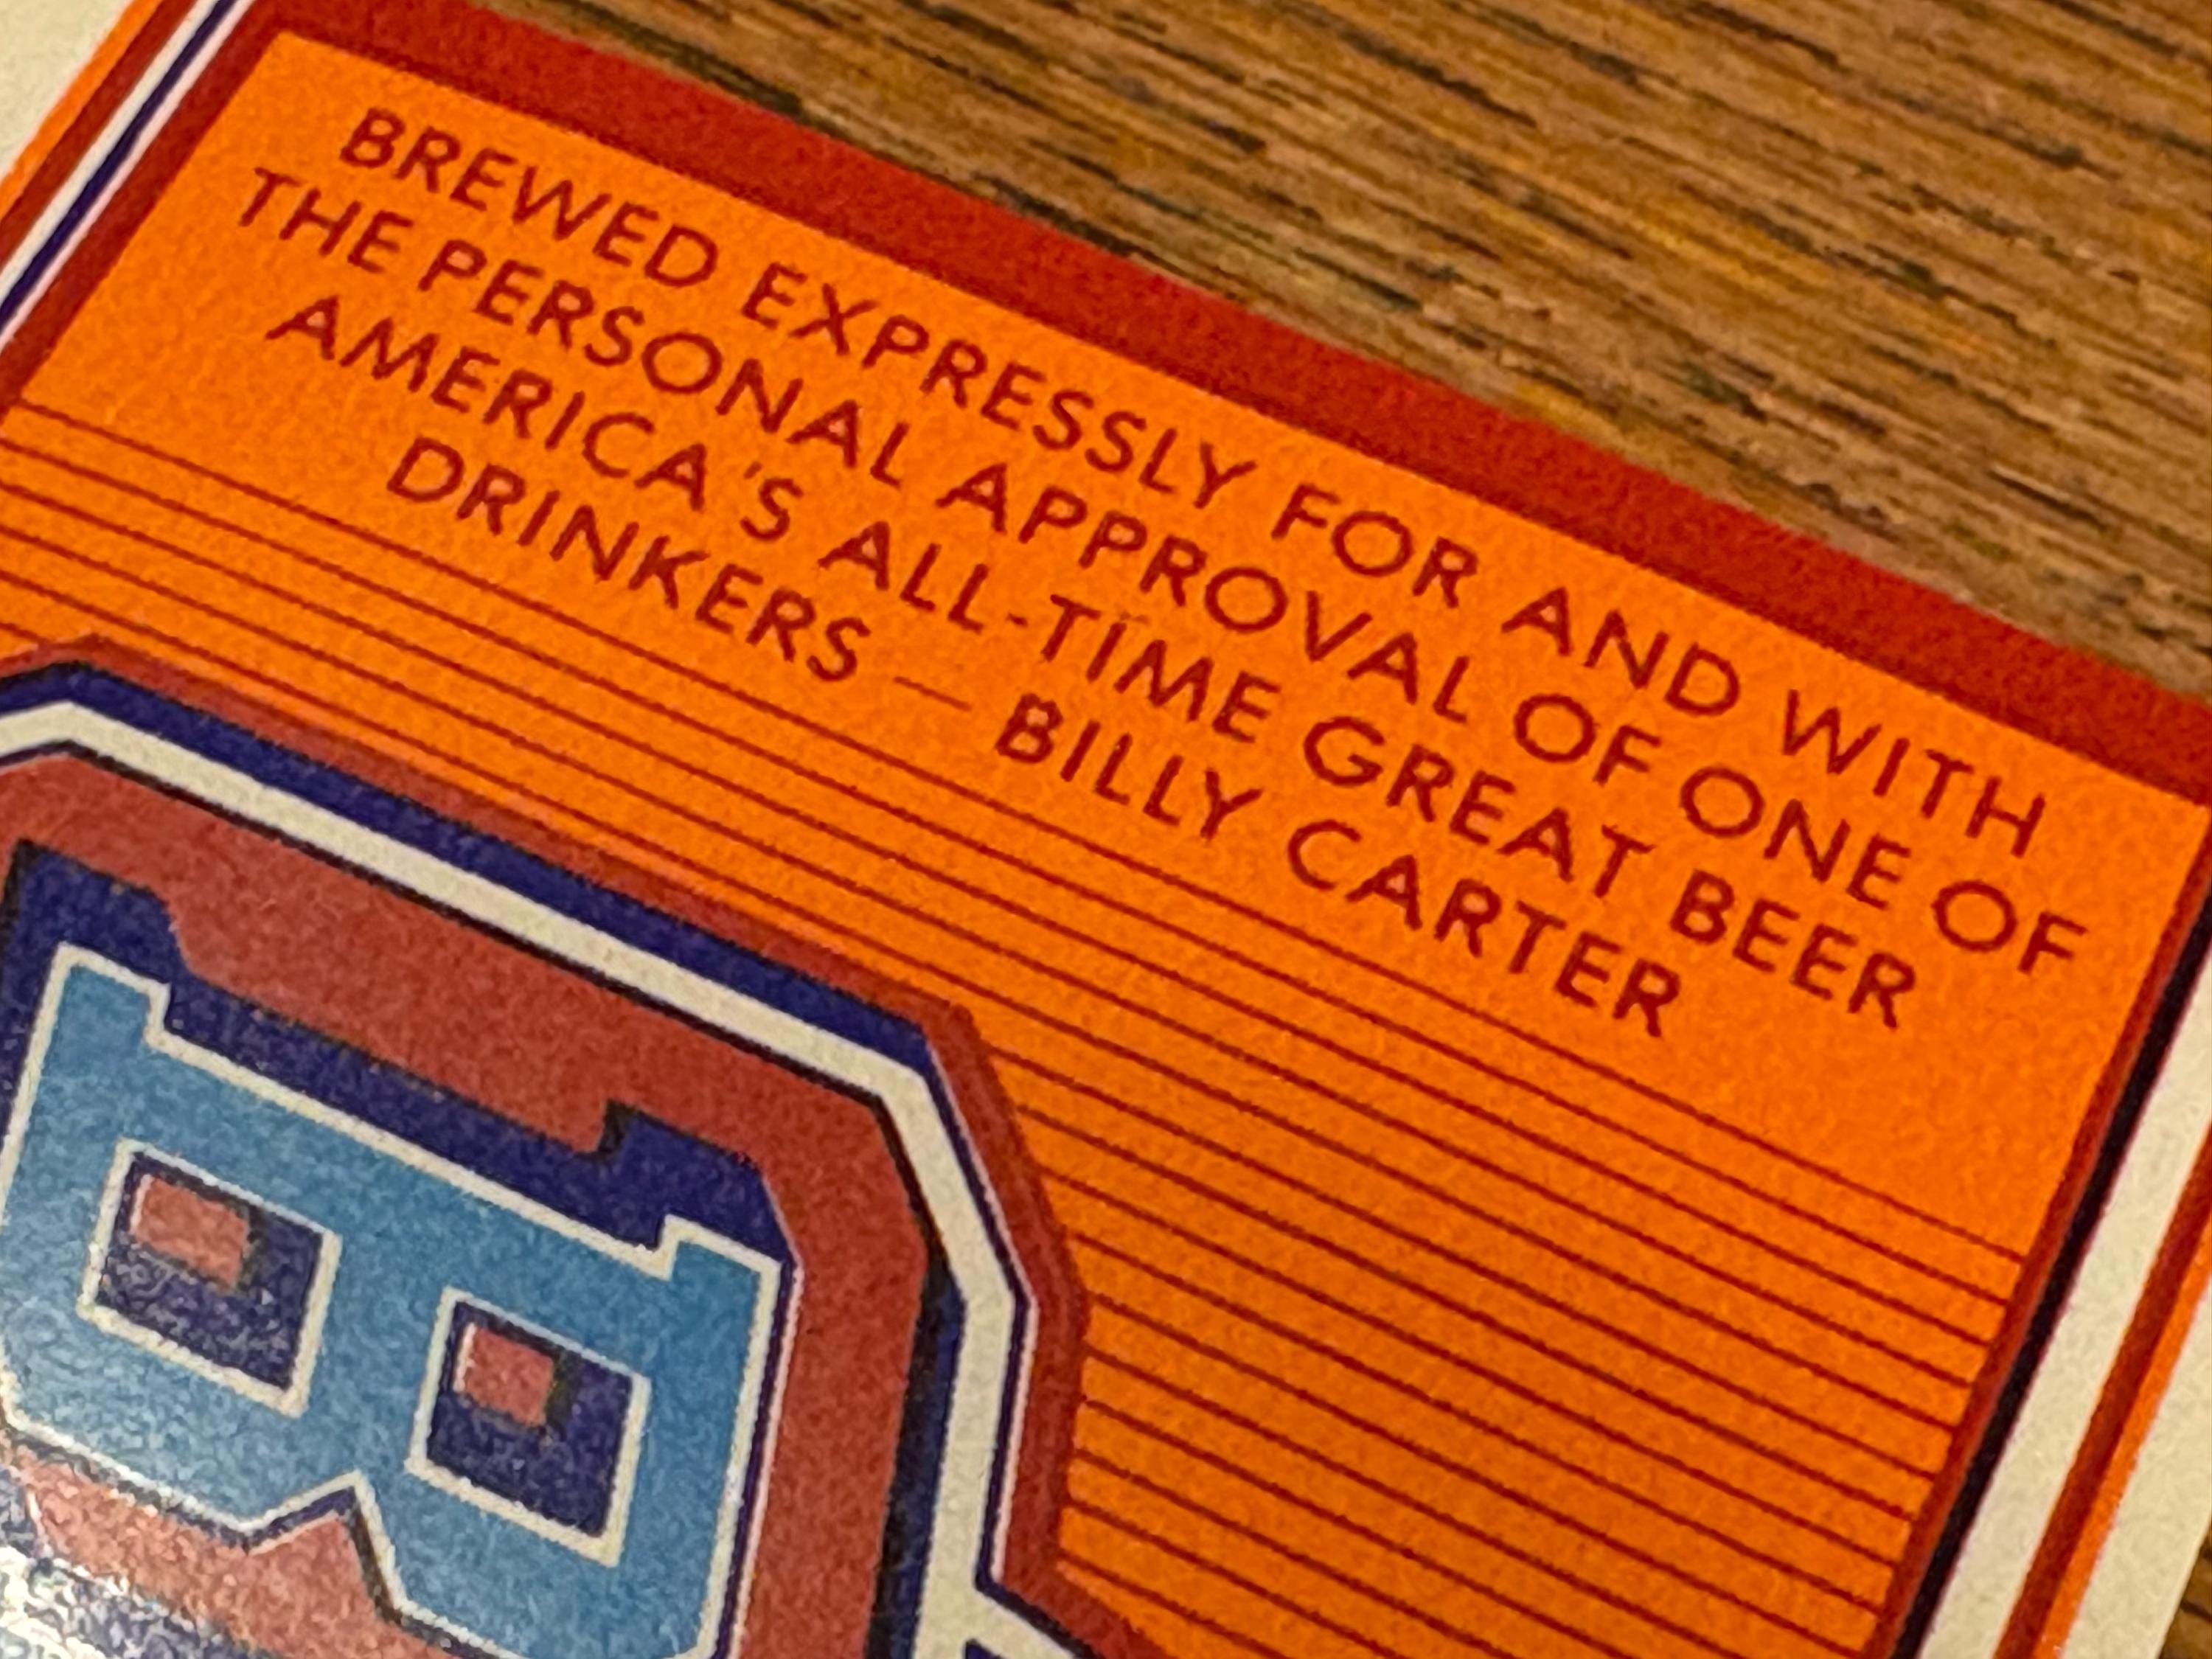 BREWED EXPRESSLY FOR AND WITH
THE PERSONAL APPROVAL OF ONE OF
AMERICA'S ALL-TIME GREAT BEER
DRINKERS — BILLY CARTER